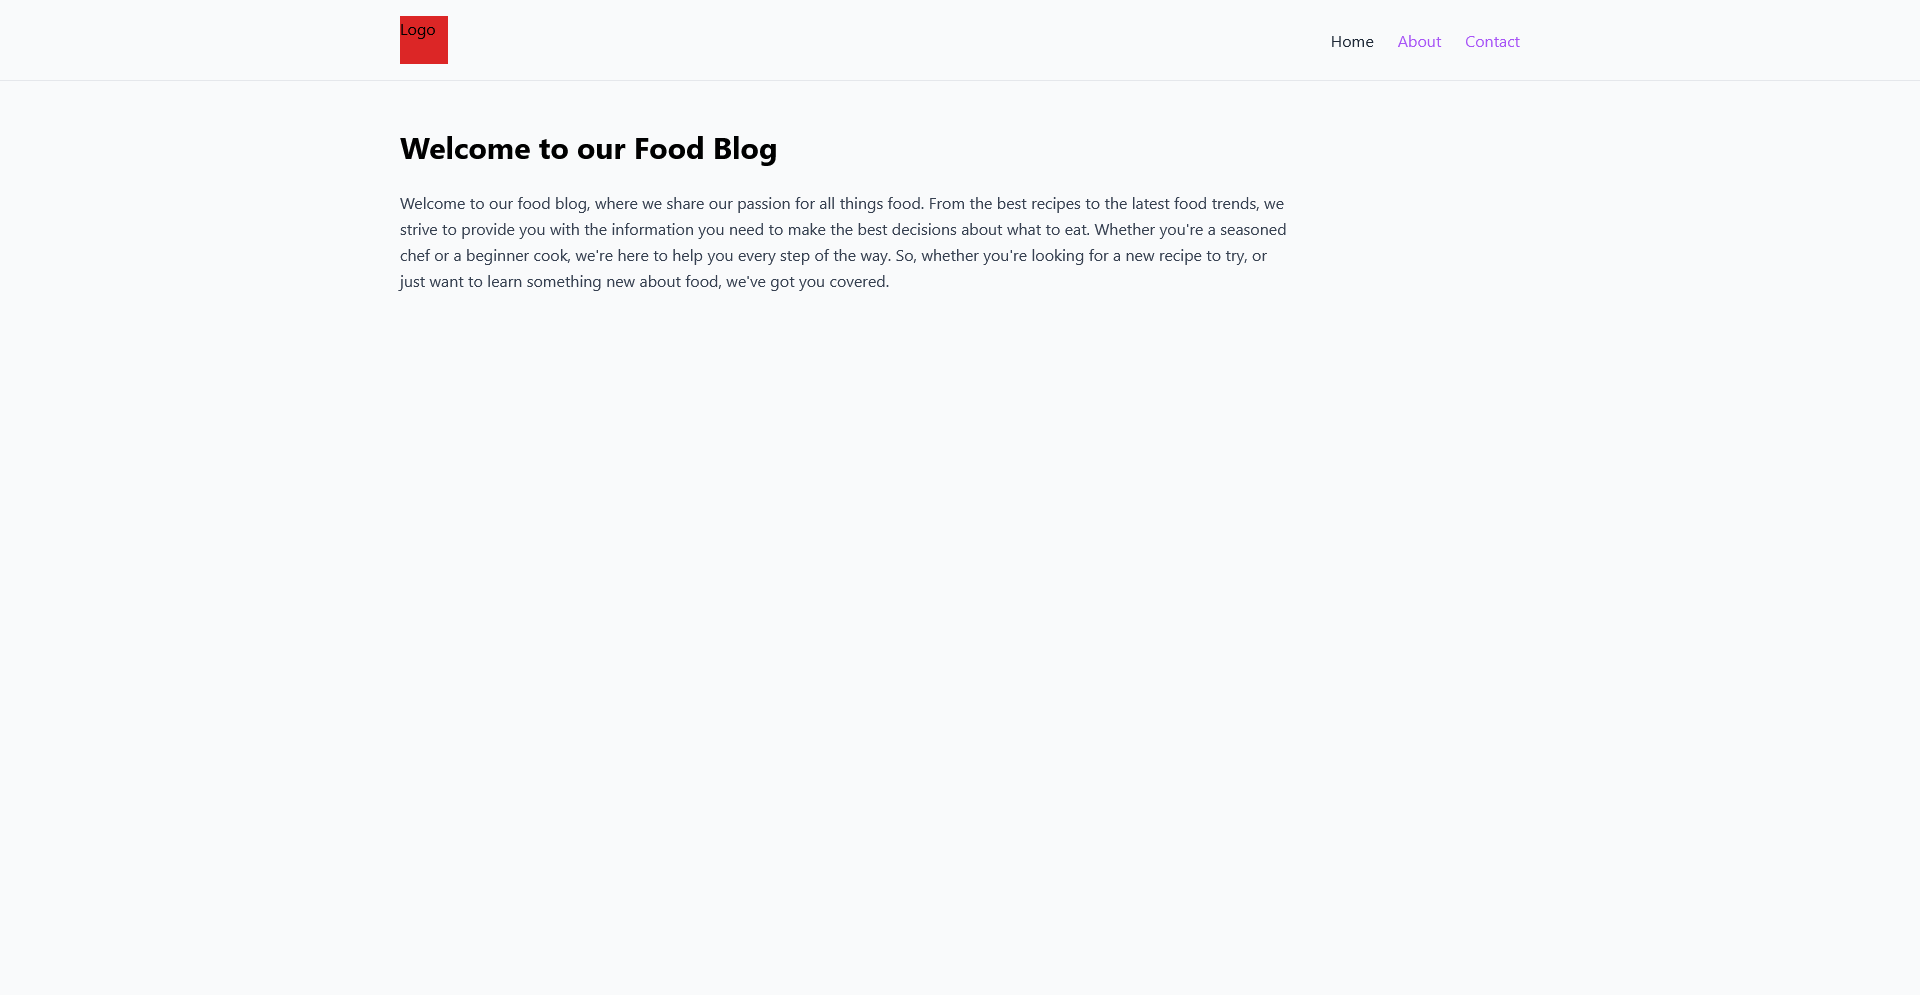 Logo
Home About Contact
Welcome to our Food Blog
Welcome to our food blog, where we share our passion for all things food. From the best recipes to the latest food trends, we
strive to provide you with the information you need to make the best decisions about what to eat. Whether you're a seasoned
chef or a beginner cook, we're here to help you every step of the way. So, whether you're looking for a new recipe to try, or
just want to learn something new about food, we've got you covered.